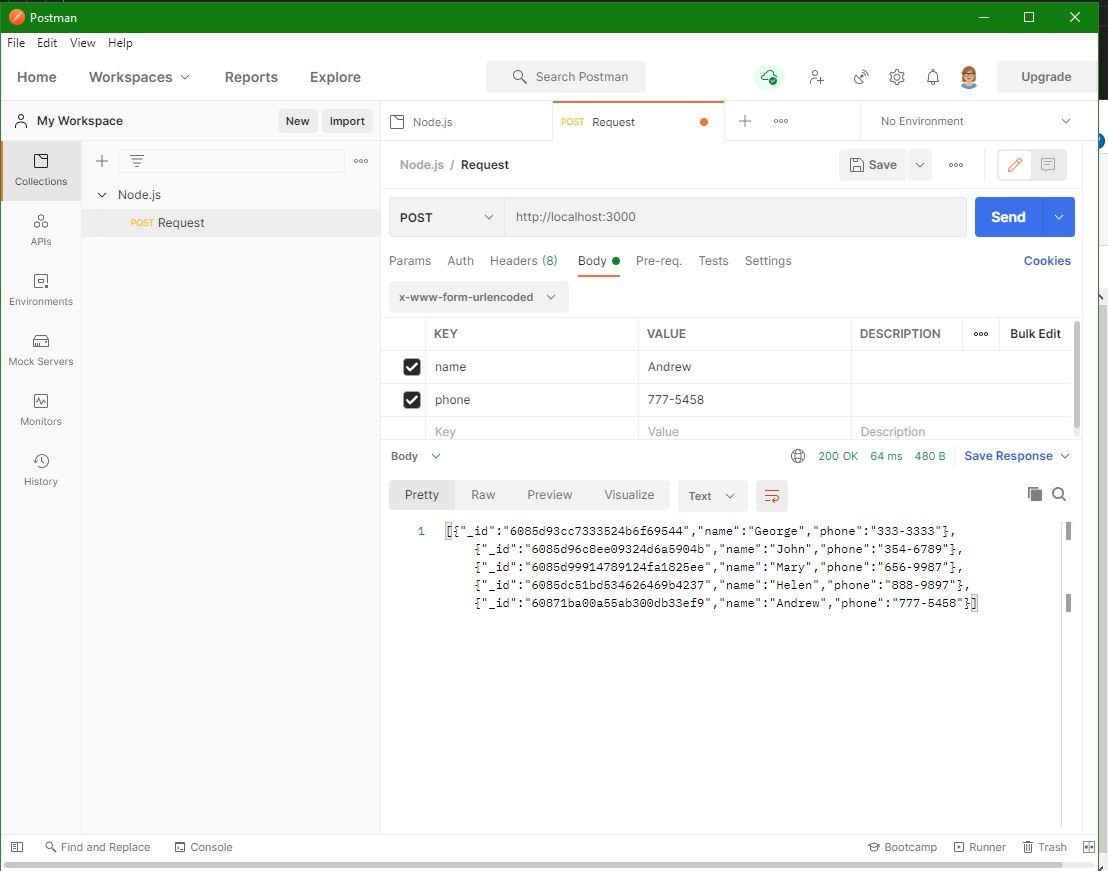 Postman
File Edit View Help
Home Workspaces Reports Explore Search Postman Upgrade
My Workspace New Import Node.js POST Request No Environment
Collections
APIs
Environments
Mock Servers
Monitors
History
Node.js
POST Request
Node.js / Request Save
POST http://localhost:3000 Send
Params Auth Headers (8) Body Pre-req. Tests Settings Cookies
x-www-form-urlencoded
KEY VALUE DESCRIPTION Bulk Edit
name Andrew
phone 777-5458
Key Value Description
Body 200 OK 64 ms 480 B Save Response
Pretty Raw Preview Visualize Text
1 [{"_id":"6085d93cc7333524b6f69544","name":"George","phone":"333-3333"},
{"_id":"6085d96c8ee09324d6a5904b","name":"John","phone":"354-6789"},
{"_id":"6085d99914789124fa1825ee","name":"Mary","phone":"656-9987"},
{"_id":"6085dc51bd534626469b4237","name":"Helen","phone":"888-9897"},
{"_id":"60871ba00a55ab300db33ef9","name":"Andrew","phone":"777-5458"}]
Find and Replace Console Bootcamp Runner Trash